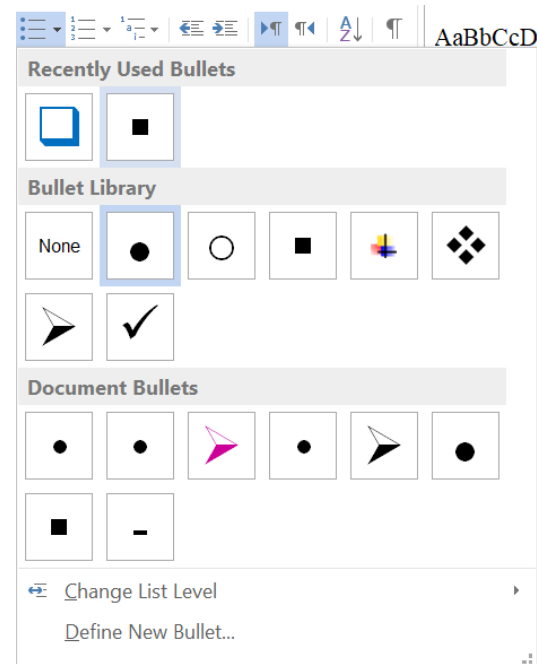 AaBbCcD
Recently Used Bullets
Bullet Library
None
Document Bullets
Change List Level
Define New Bullet...